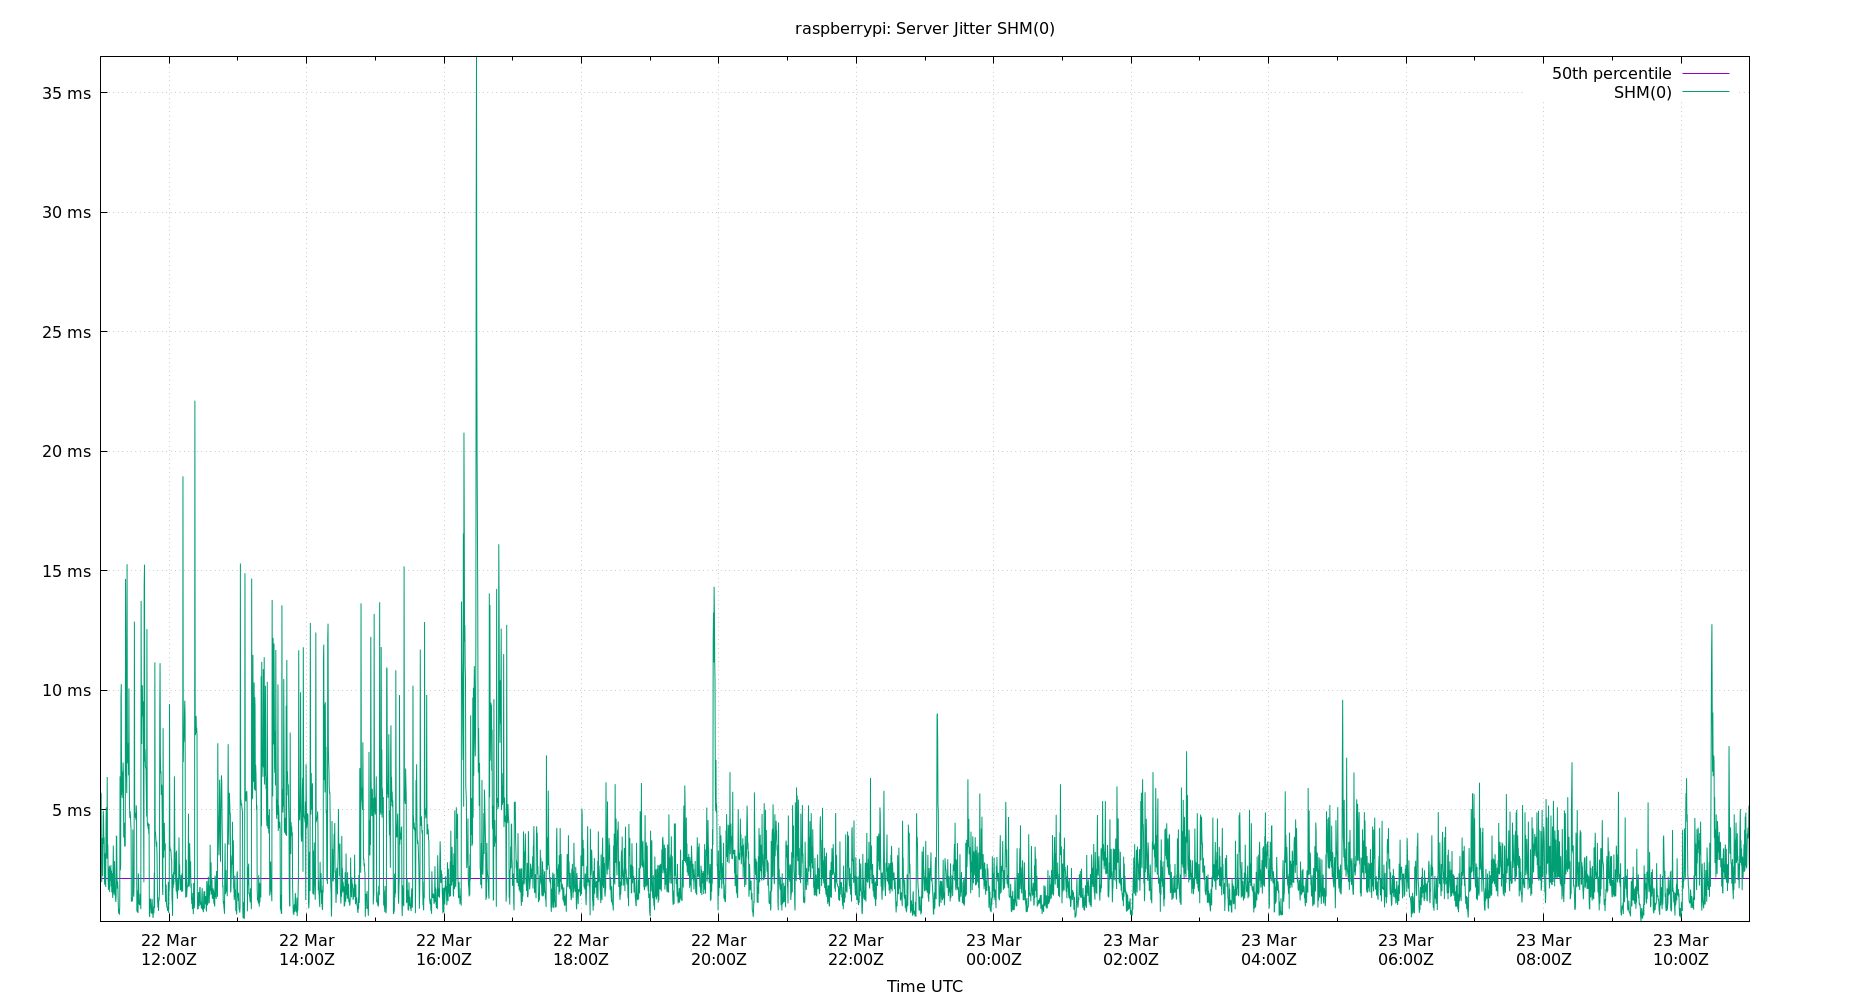 raspberrypi: Server Jitter SHM(0)
50th percentile
SHM(0)
35 ms
30 ms
25 ms
20 ms
15 ms
10 ms
5 ms
22 Mar 22 Mar 22 Mar 22 Mar 22 Mar 22 Mar 23 Mar 23 Mar 23 Mar 23 Mar 23 Mar 23 Mar
12:00Z 14:00Z 16:00Z 18:00Z 20:00Z 22:00Z 00:00Z 02:00Z 04:00Z 06:00Z 08:00Z 10:00Z
Time UTC